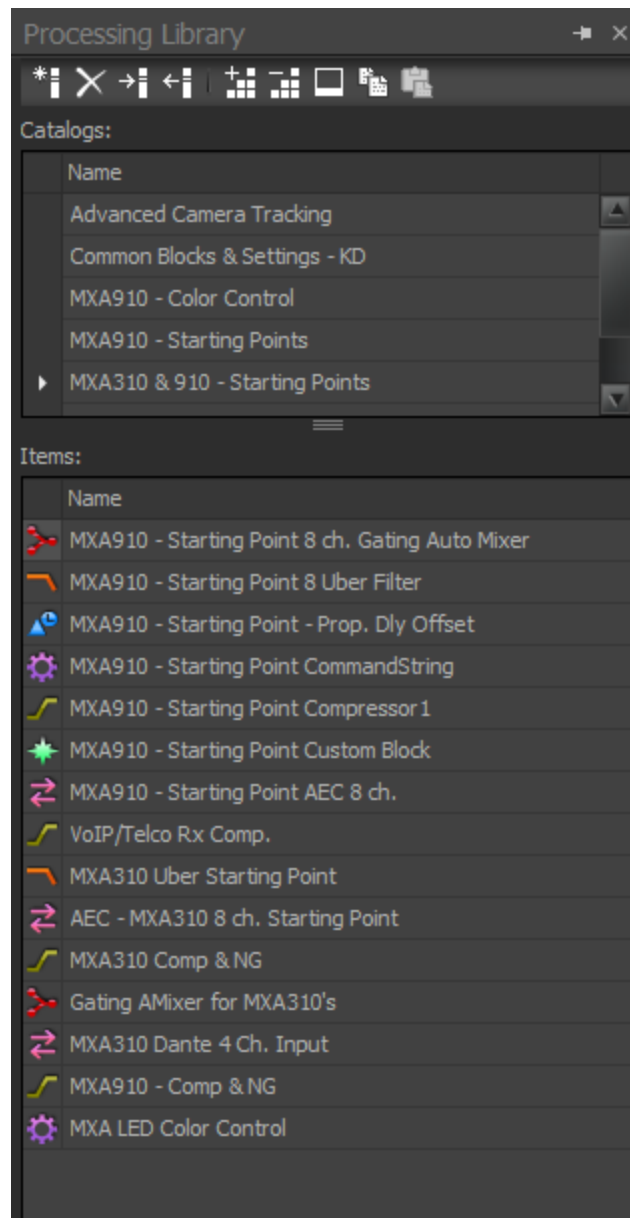 Processing Library
Catalogs:
Name
Advanced Camera Tracking
Common Blocks & Settings - KD
MXA910 - Color Control
MXA910 - Starting Points
MXA310 & 910 - Starting Points
Items:
Name
MXA910 - Starting Point 8 ch. Gating Auto Mixer
MXA910 - Starting Point 8 Uber Filter
MXA910 - Starting Point - Prop. Dly Offset
MXA910 - Starting Point CommandString
MXA910 - Starting Point Compressor1
MXA910 - Starting Point Custom Block
MXA910 - Starting Point AEC 8 ch.
VoIP/Telco Rx Comp.
MXA310 Uber Starting Point
AEC - MXA310 8 ch. Starting Point
MXA310 Comp & NG
Gating AMixer for MXA310's
MXA310 Dante 4 Ch. Input
MXA910 - Comp & NG
MXA LED Color Control